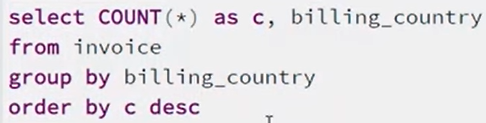 select COUNT(*) as c, billing_country
from invoice
group by billing_country
order by c desc